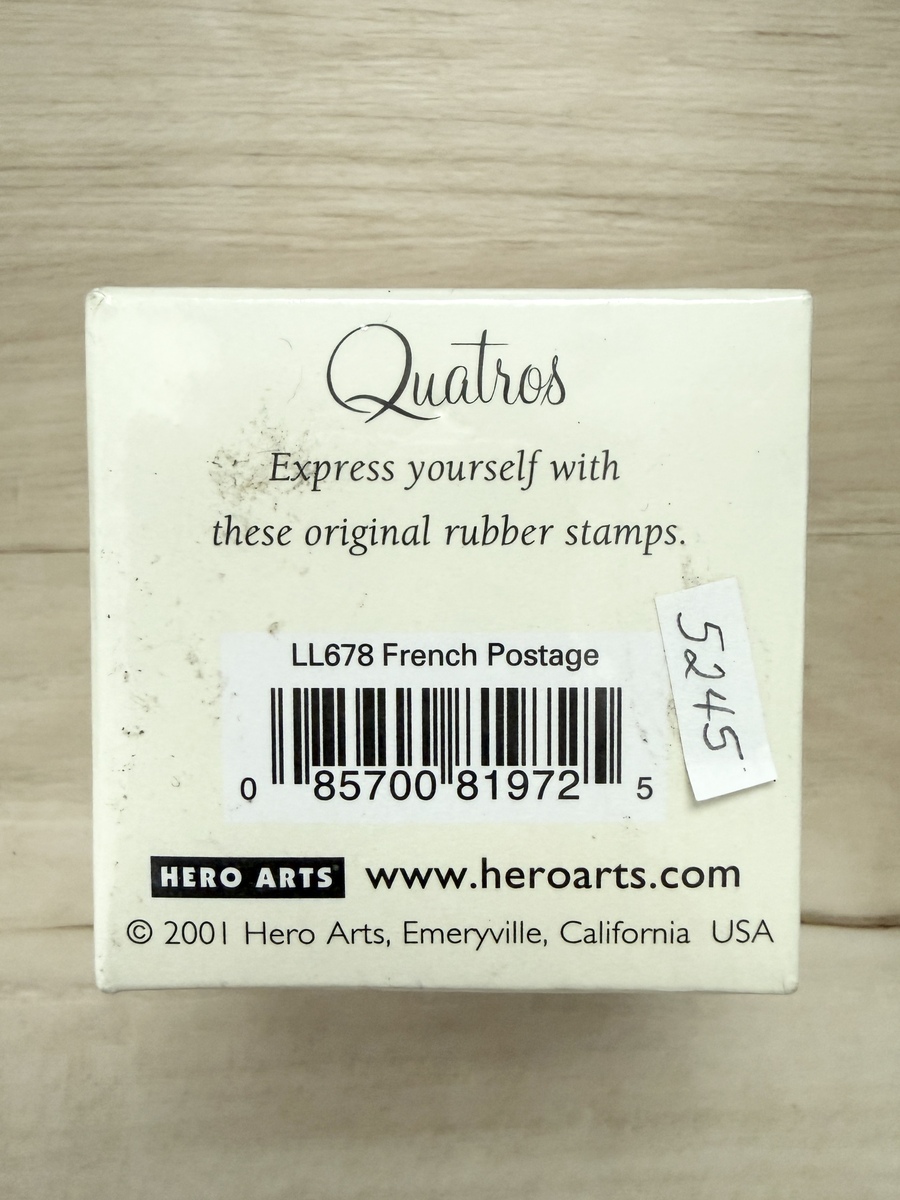 Quatros
Express yourself with
these original rubber stamps.
LL678 French Postage
0 85700 81972 5
5245
HERO ARTS www.heroarts.com
© 2001 Hero Arts, Emeryville, California USA